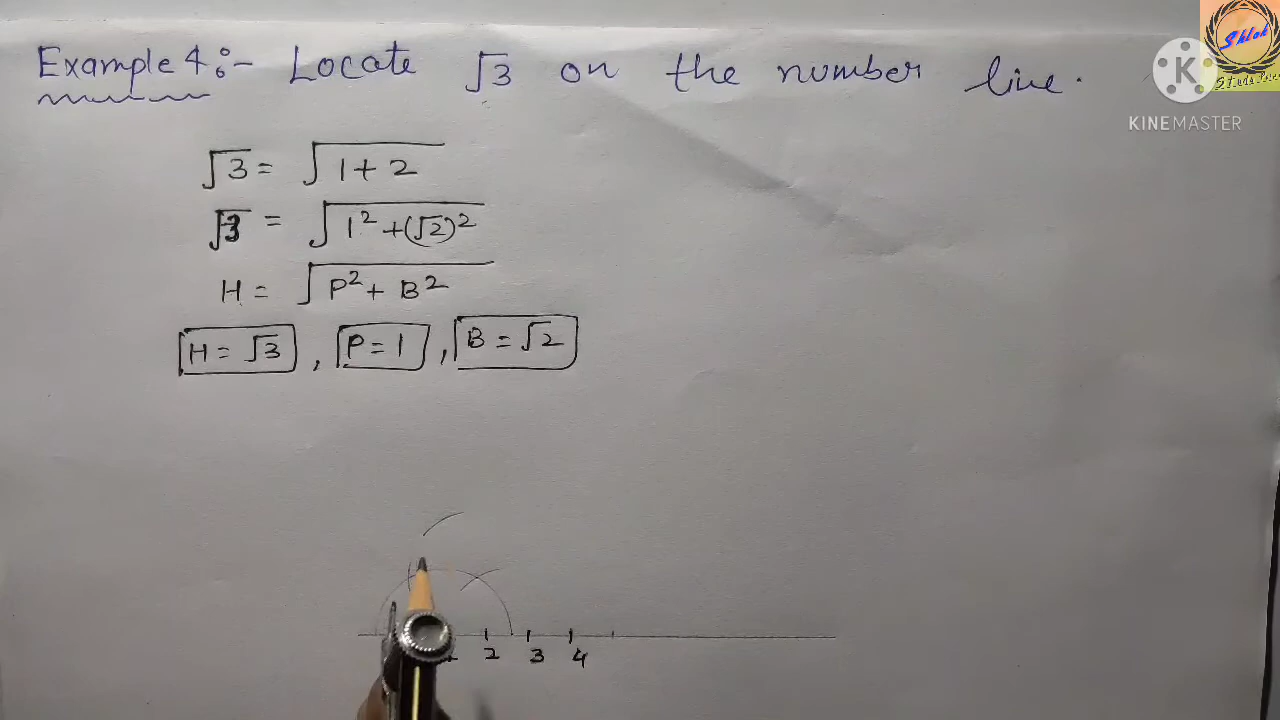 Example 4:- Locate √3 on the number line.
Shlok
KINEMASTER
√3 = √1+2
√3 = √1²+(√2)²
H = √P²+B²
H = √3 , P = 1 , B = √2
2 3 4